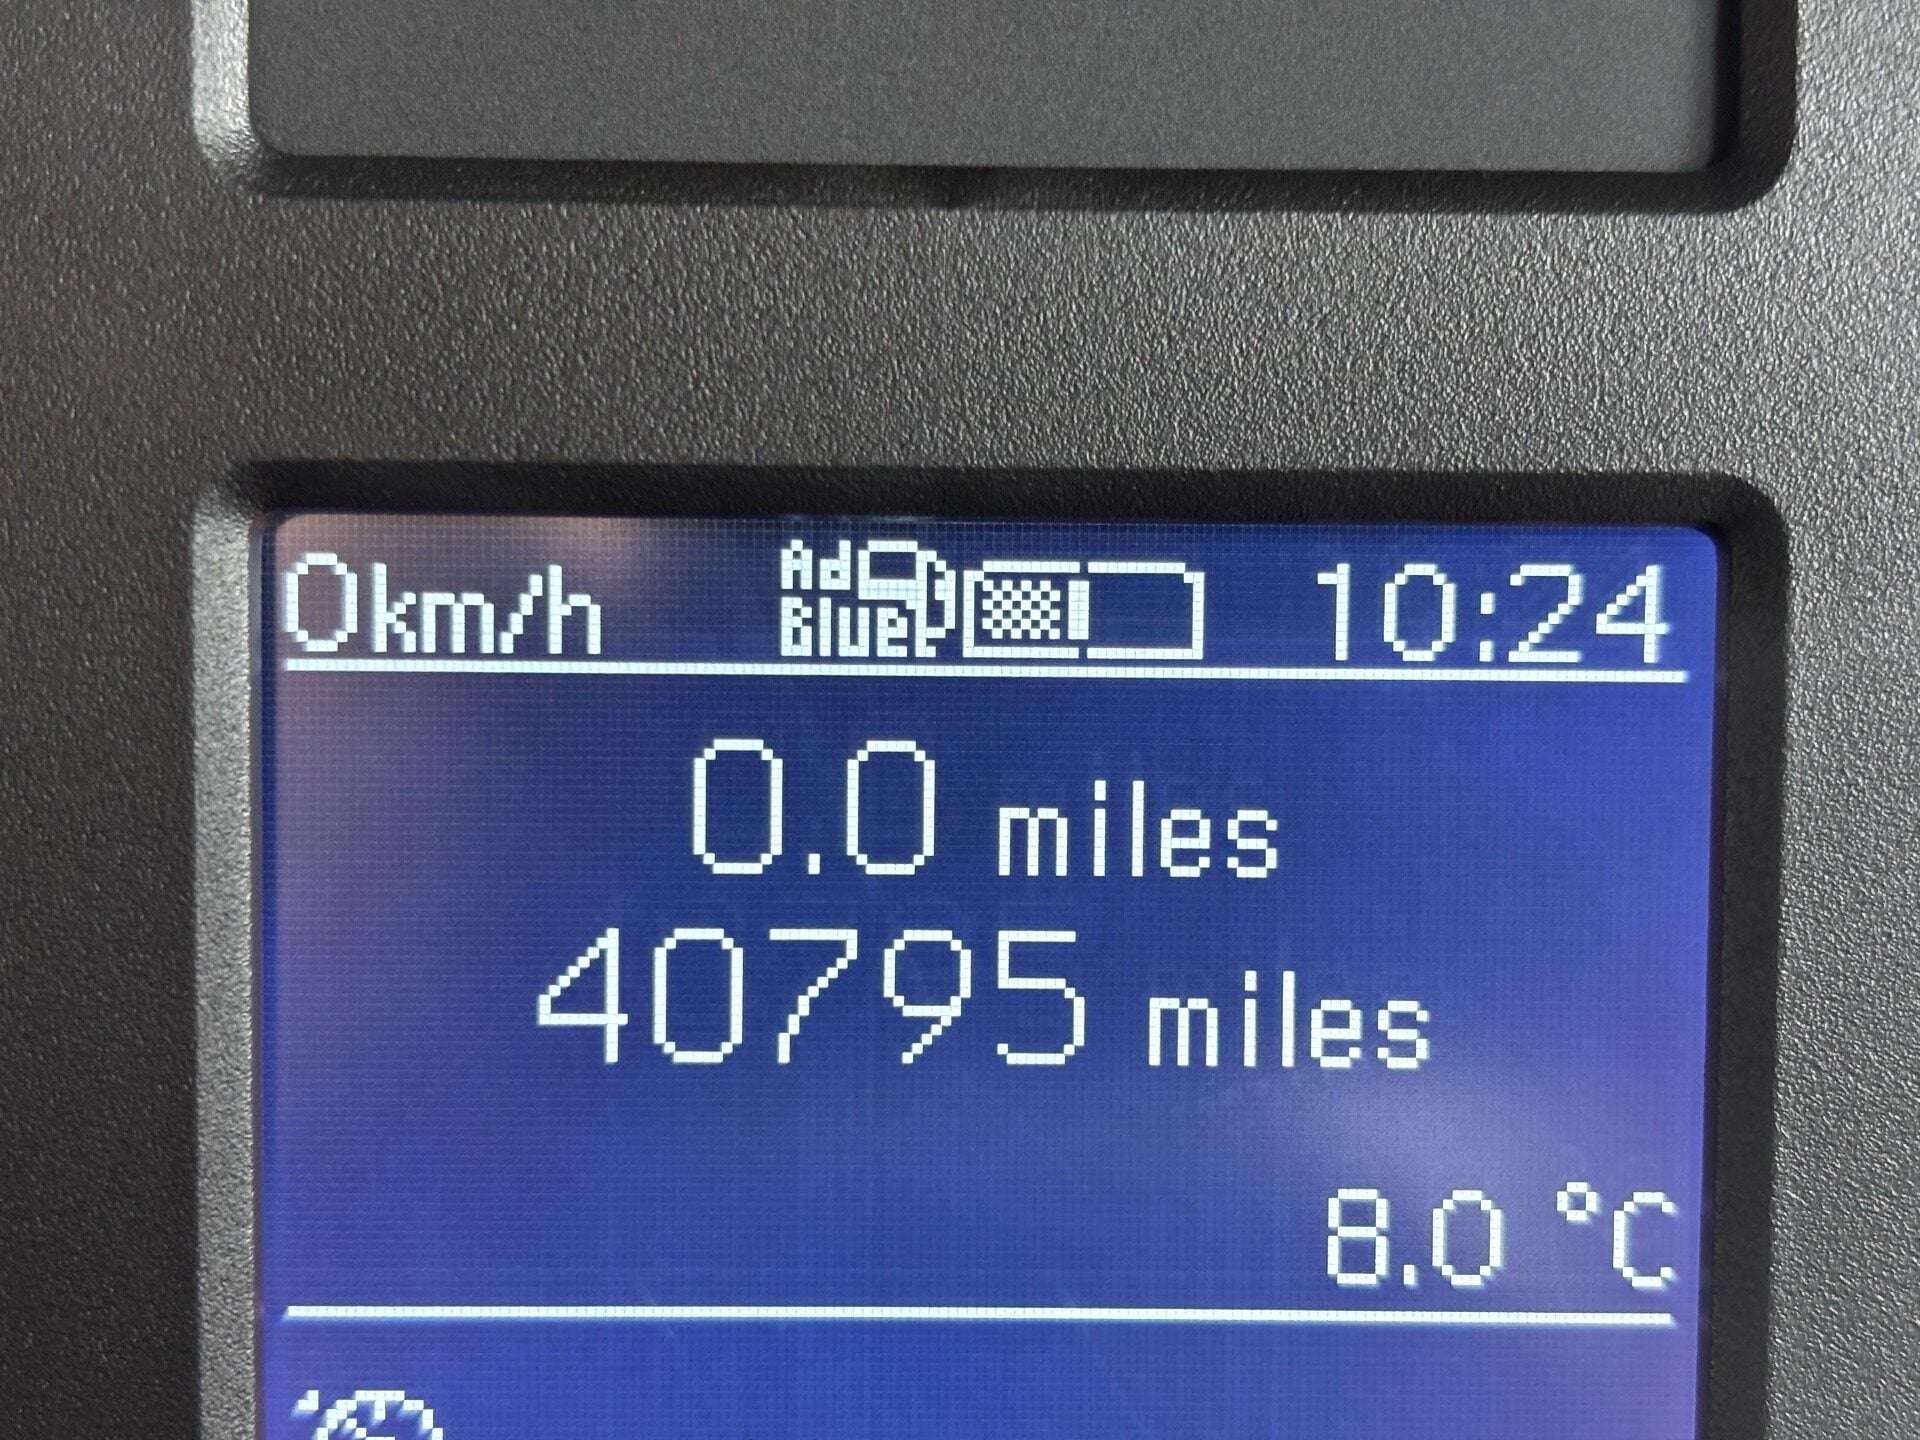 0km/h Ad Blue 10:24
0.0 miles
40795 miles
8.0 °C